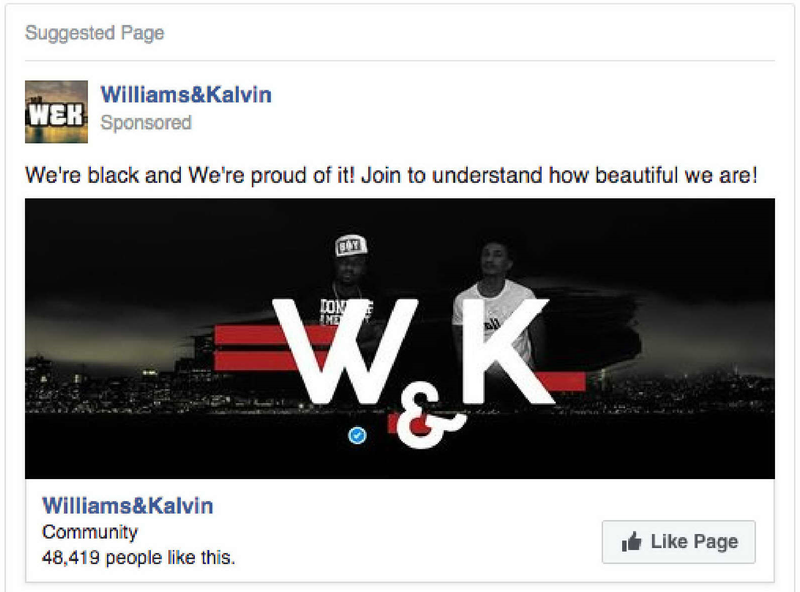 Suggested Page
W&K
Williams&Kalvin
Sponsored
We're black and We're proud of it! Join to understand how beautiful we are!
BOY
W&K
Williams&Kalvin
Community
48,419 people like this.
Like Page